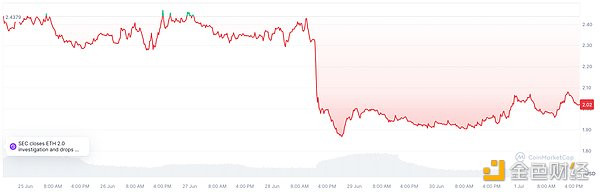 2.4379
2.40
2.30
2.20
2.10
2.02
1.90
1.80
SEC closes ETH 2.0
investigation and drops ...
CoinMarketCap
金色财经
USD
25 Jun 8:00 AM 4:00 PM 26 Jun 8:00 AM 4:00 PM 27 Jun 8:00 AM 4:00 PM 28 Jun 9:00 AM 4:00 PM 29 Jun 8:00 AM 4:00 PM 30 Jun 8:00 AM 4:00 PM 1 Jul 8:00 AM 4:00 PM